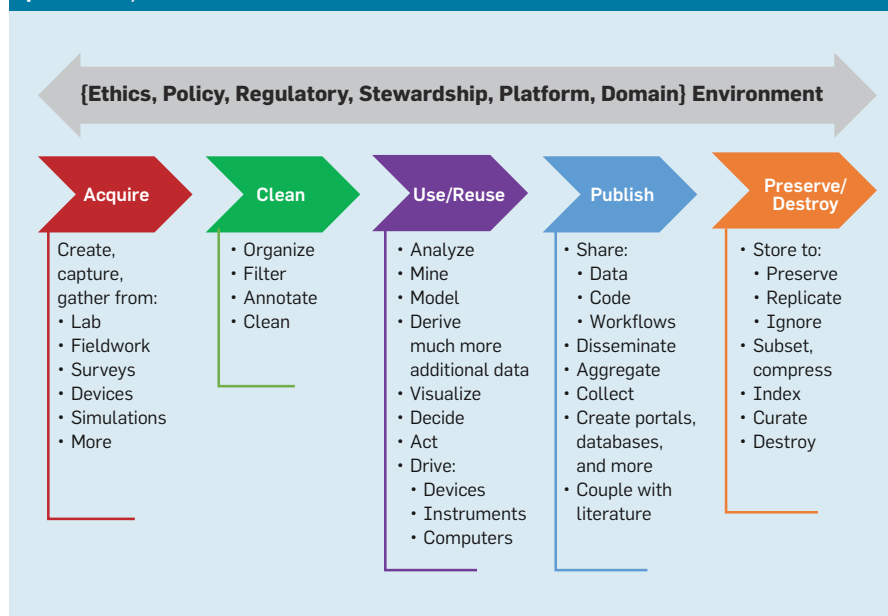 {Ethics, Policy, Regulatory, Stewardship, Platform, Domain} Environment
Acquire
Create,
capture,
gather from:
• Lab
• Fieldwork
• Surveys
• Devices
• Simulations
• More
Clean
• Organize
• Filter
• Annotate
• Clean
Use/Reuse
• Analyze
• Mine
• Model
• Derive
much more
additional data
• Visualize
• Decide
• Act
• Drive:
• Devices
• Instruments
• Computers
Publish
• Share:
• Data
• Code
• Workflows
• Disseminate
• Aggregate
• Collect
• Create portals,
databases,
and more
• Couple with
literature
Preserve/
Destroy
• Store to:
• Preserve
• Replicate
• Ignore
• Subset,
compress
• Index
• Curate
• Destroy